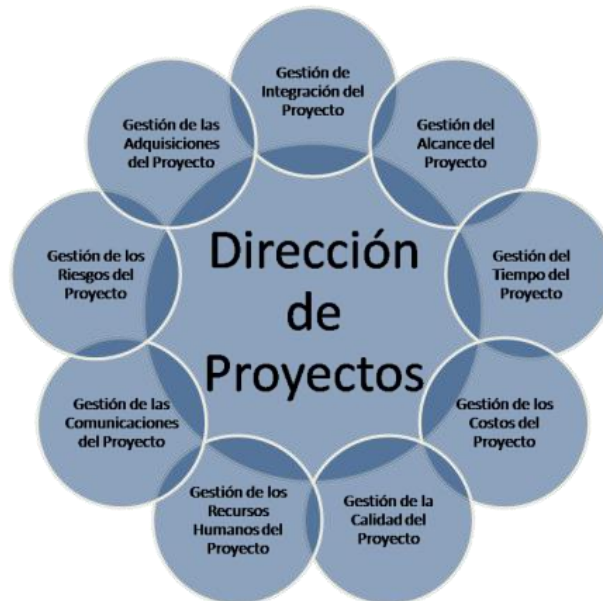 Gestión de
Integración del
Proyecto
Gestión del
Alcance del
Proyecto
Gestión del
Tiempo del
Proyecto
Gestión de los
Costos del
Proyecto
Gestión de la
Calidad del
Proyecto
Gestión de los
Recursos
Humanos del
Proyecto
Gestión de las
Comunicaciones
del Proyecto
Gestión de los
Riesgos del
Proyecto
Gestión de las
Adquisiciones
del Proyecto
Dirección
de
Proyectos